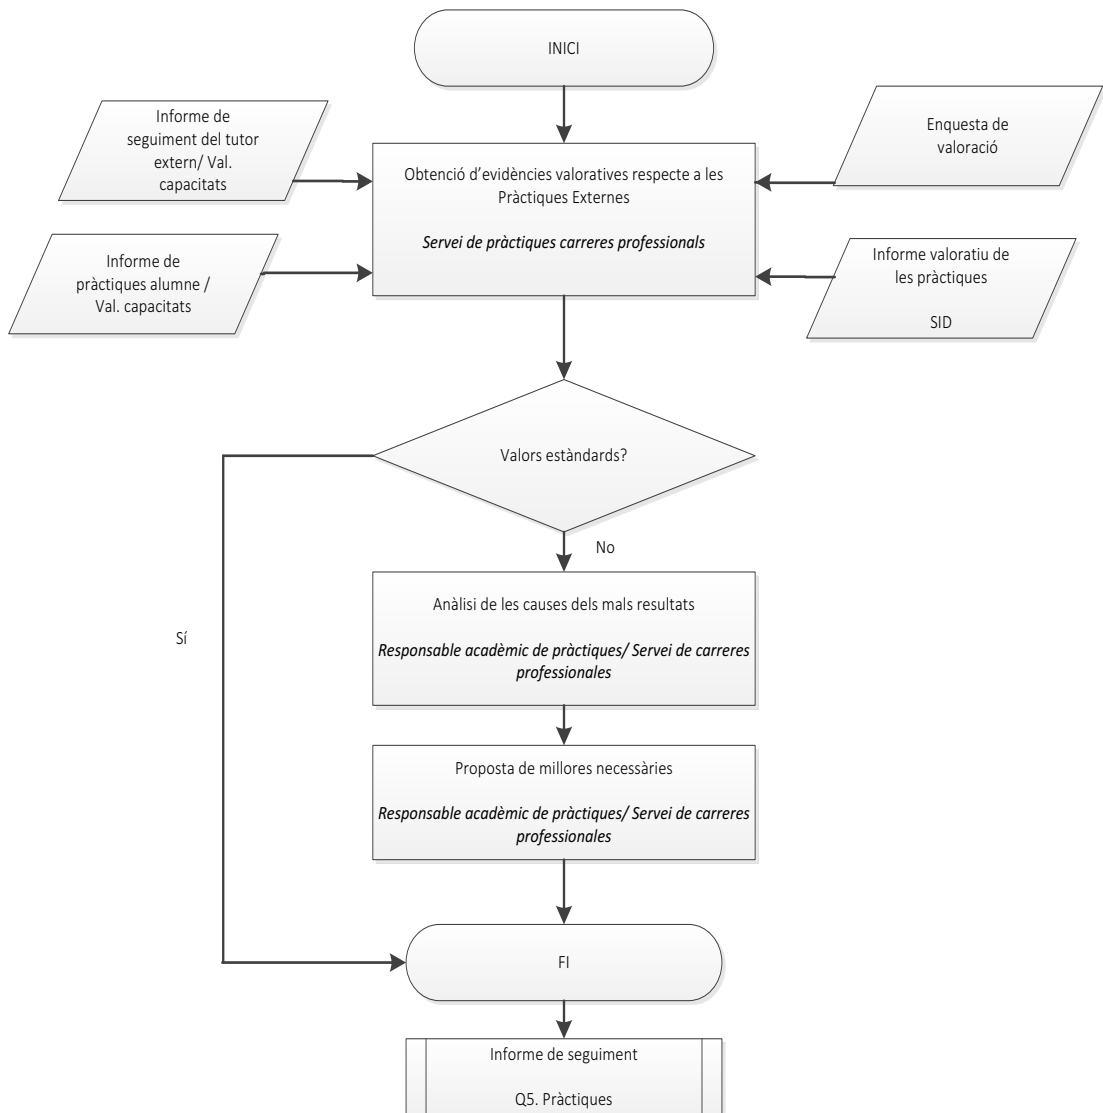 INICI
Informe de
seguiment del tutor
extern/ Val.
capacitats
Enquesta de
valoració
Obtenció d'evidències valoratives respecte a les
Pràctiques Externes
Servei de pràctiques carreres professionals
Informe de
pràctiques alumne /
Val. capacitats
Informe valoratiu de
les pràctiques
SID
Valors estàndards?
No
Sí
Anàlisi de les causes dels mals resultats
Responsable acadèmic de pràctiques/ Servei de carreres
professionales
Proposta de millores necessàries
Responsable acadèmic de pràctiques/ Servei de carreres
professionales
FI
Informe de seguiment
Q5. Pràctiques